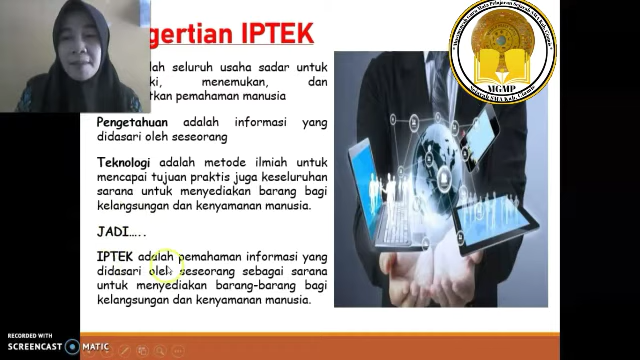 gertian IPTEK
lah seluruh usaha sadar untuk
ki, menemukan, dan
tkan pemahaman manusia
Pengetahuan adalah informasi yang
didasari oleh seseorang
Teknologi adalah metode ilmiah untuk
mencapai tujuan praktis juga keseluruhan
sarana untuk menyediakan barang bagi
kelangsungan dan kenyamanan manusia.
JADI.....
IPTEK adalah pemahaman informasi yang
didasari oleh seseorang sebagai sarana
untuk menyediakan barang-barang bagi
kelangsungan dan kenyamanan manusia.
MGMP
RECORDED WITH
SCREENCAST MATIC